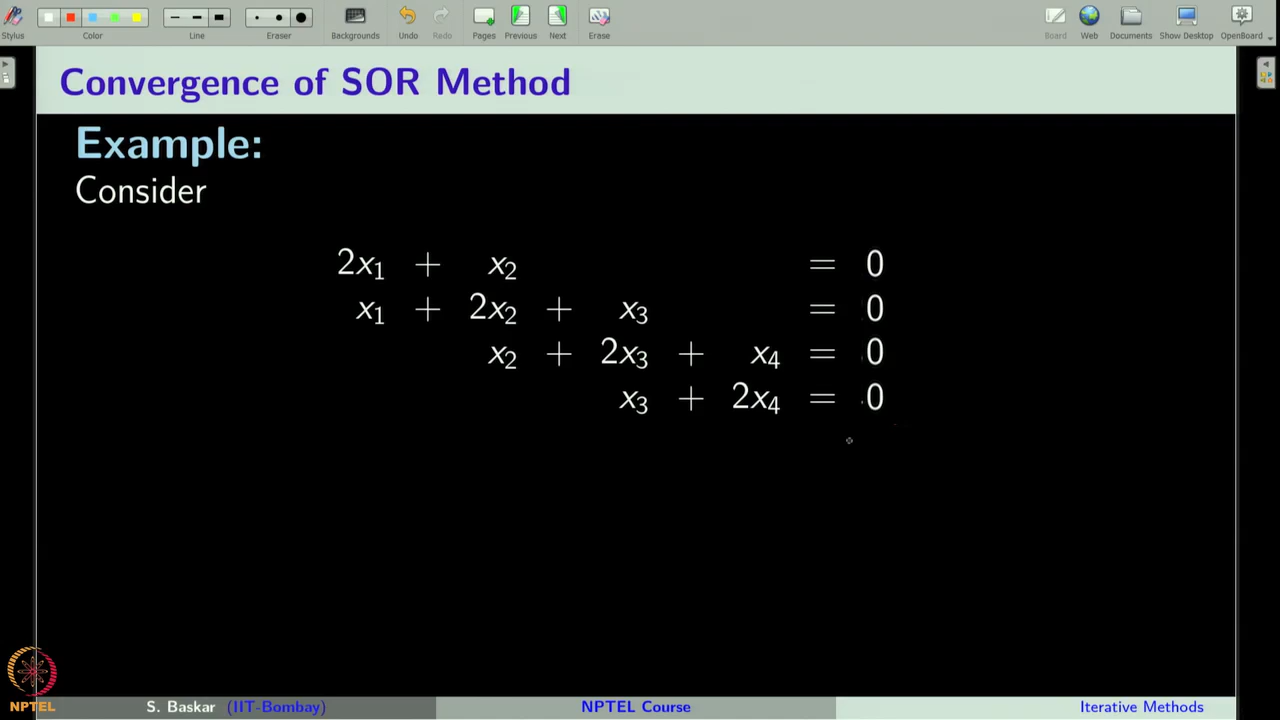 Stylus Color Line Eraser Backgrounds Undo Redo Pages Previous Next Erase Board Web Documents Show Desktop OpenBoard
Convergence of SOR Method
Example:
Consider
2x₁ + x₂ = 0
x₁ + 2x₂ + x₃ = 0
x₂ + 2x₃ + x₄ = 0
x₃ + 2x₄ = 0
NPTEL
S. Baskar (IIT-Bombay) NPTEL Course Iterative Methods